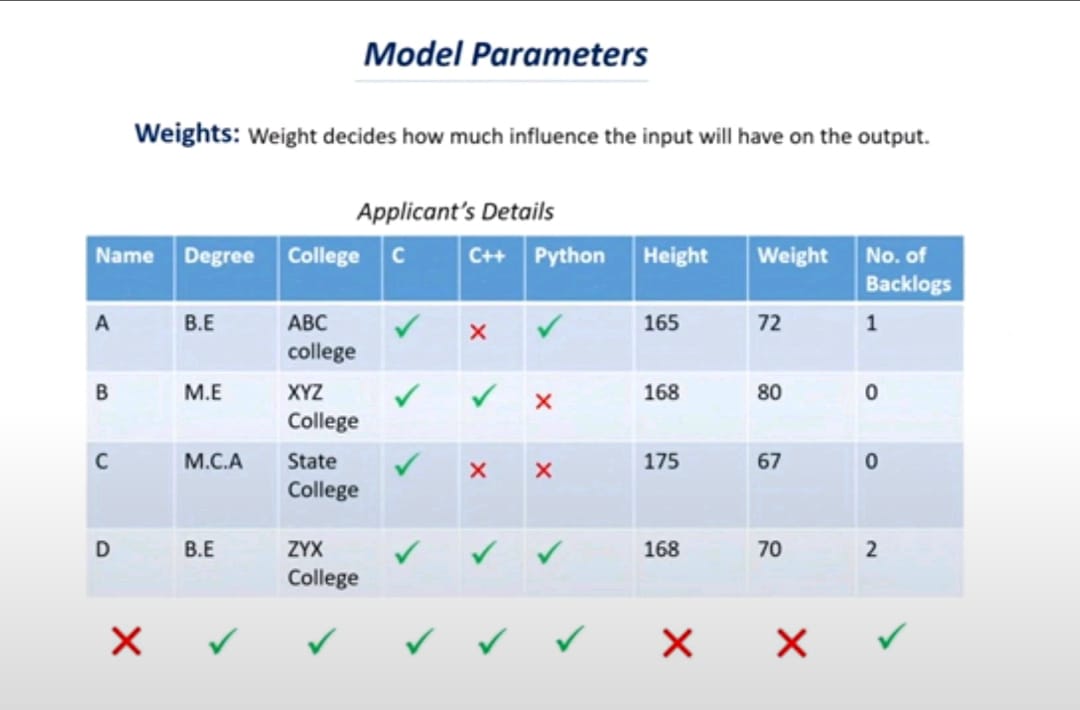 Model Parameters
Weights: Weight decides how much influence the input will have on the output.
Applicant's Details
Name Degree College C C++ Python Height Weight No. of
Backlogs
A B.E ABC ✓ × ✓ 165 72 1
college
B M.E XYZ ✓ ✓ × 168 80 0
College
C M.C.A State ✓ × × 175 67 0
College
D B.E ZYX ✓ ✓ ✓ 168 70 2
College
× ✓ ✓ ✓ ✓ ✓ × × ✓